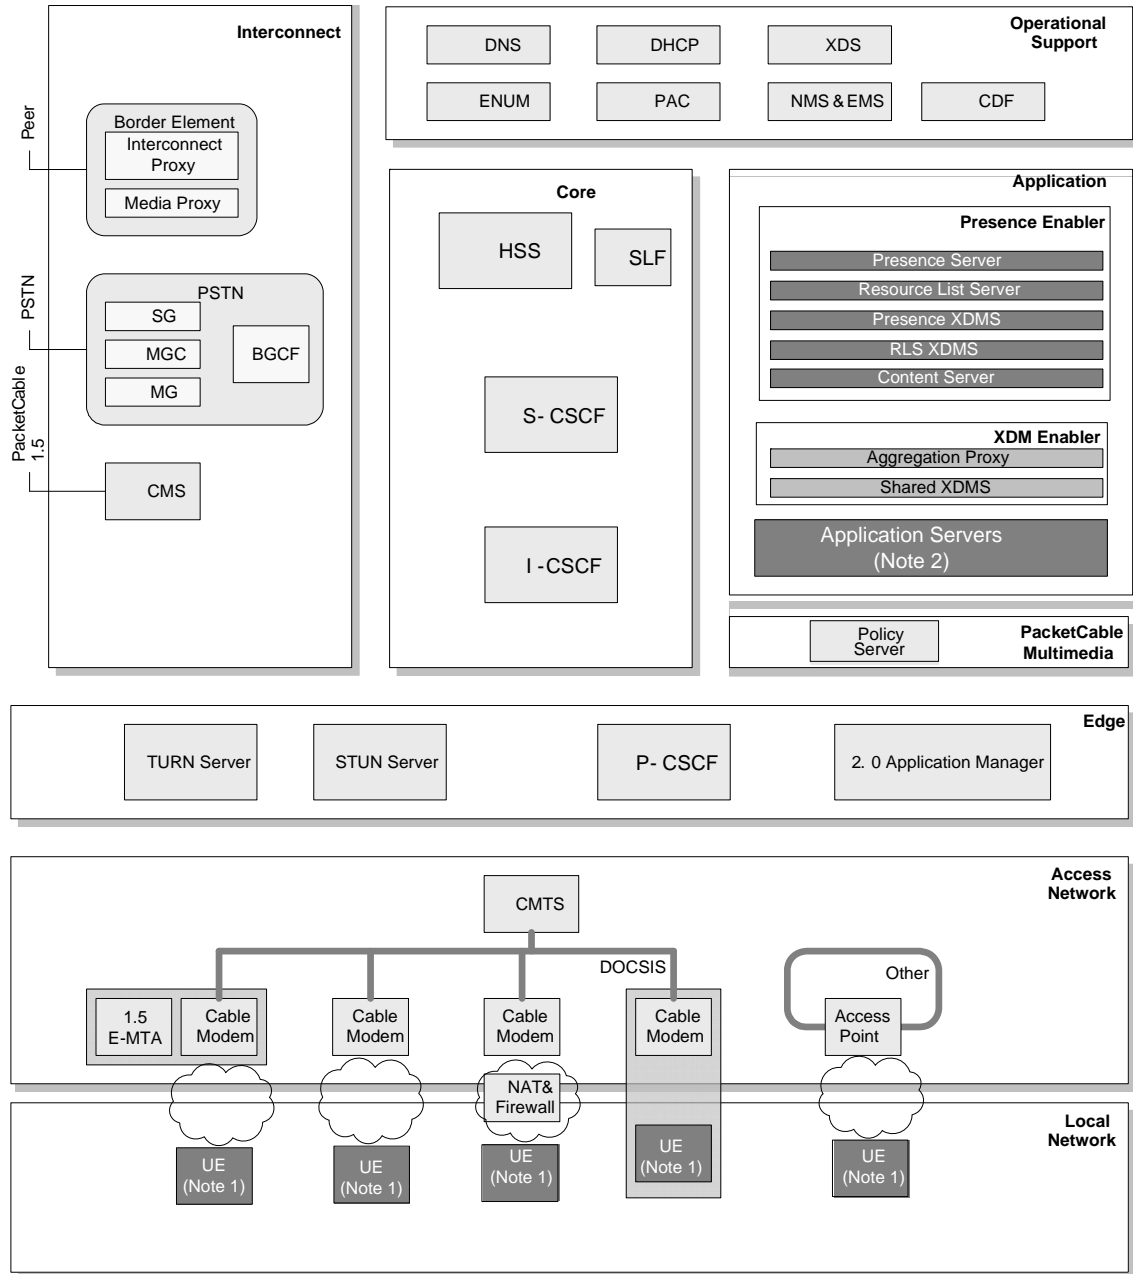 Interconnect
Peer
Border Element
Interconnect
Proxy
Media Proxy
PSTN
PSTN
SG
MGC
MG
BGCF
PacketCable
1.5
CMS
Operational
Support
DNS
DHCP
XDS
ENUM
PAC
NMS & EMS
CDF
Core
HSS
SLF
S- CSCF
I -CSCF
Application
Presence Enabler
Presence Server
Resource List Server
Presence XDMS
RLS XDMS
Content Server
XDM Enabler
Aggregation Proxy
Shared XDMS
Application Servers
(Note 2)
Policy
Server
PacketCable
Multimedia
Edge
TURN Server
STUN Server
P- CSCF
2. 0 Application Manager
Access
Network
CMTS
DOCSIS
Other
1.5
E-MTA
Cable
Modem
Cable
Modem
Cable
Modem
Cable
Modem
Access
Point
NAT&
Firewall
Local
Network
UE
(Note 1)
UE
(Note 1)
UE
(Note 1)
UE
(Note 1)
UE
(Note 1)